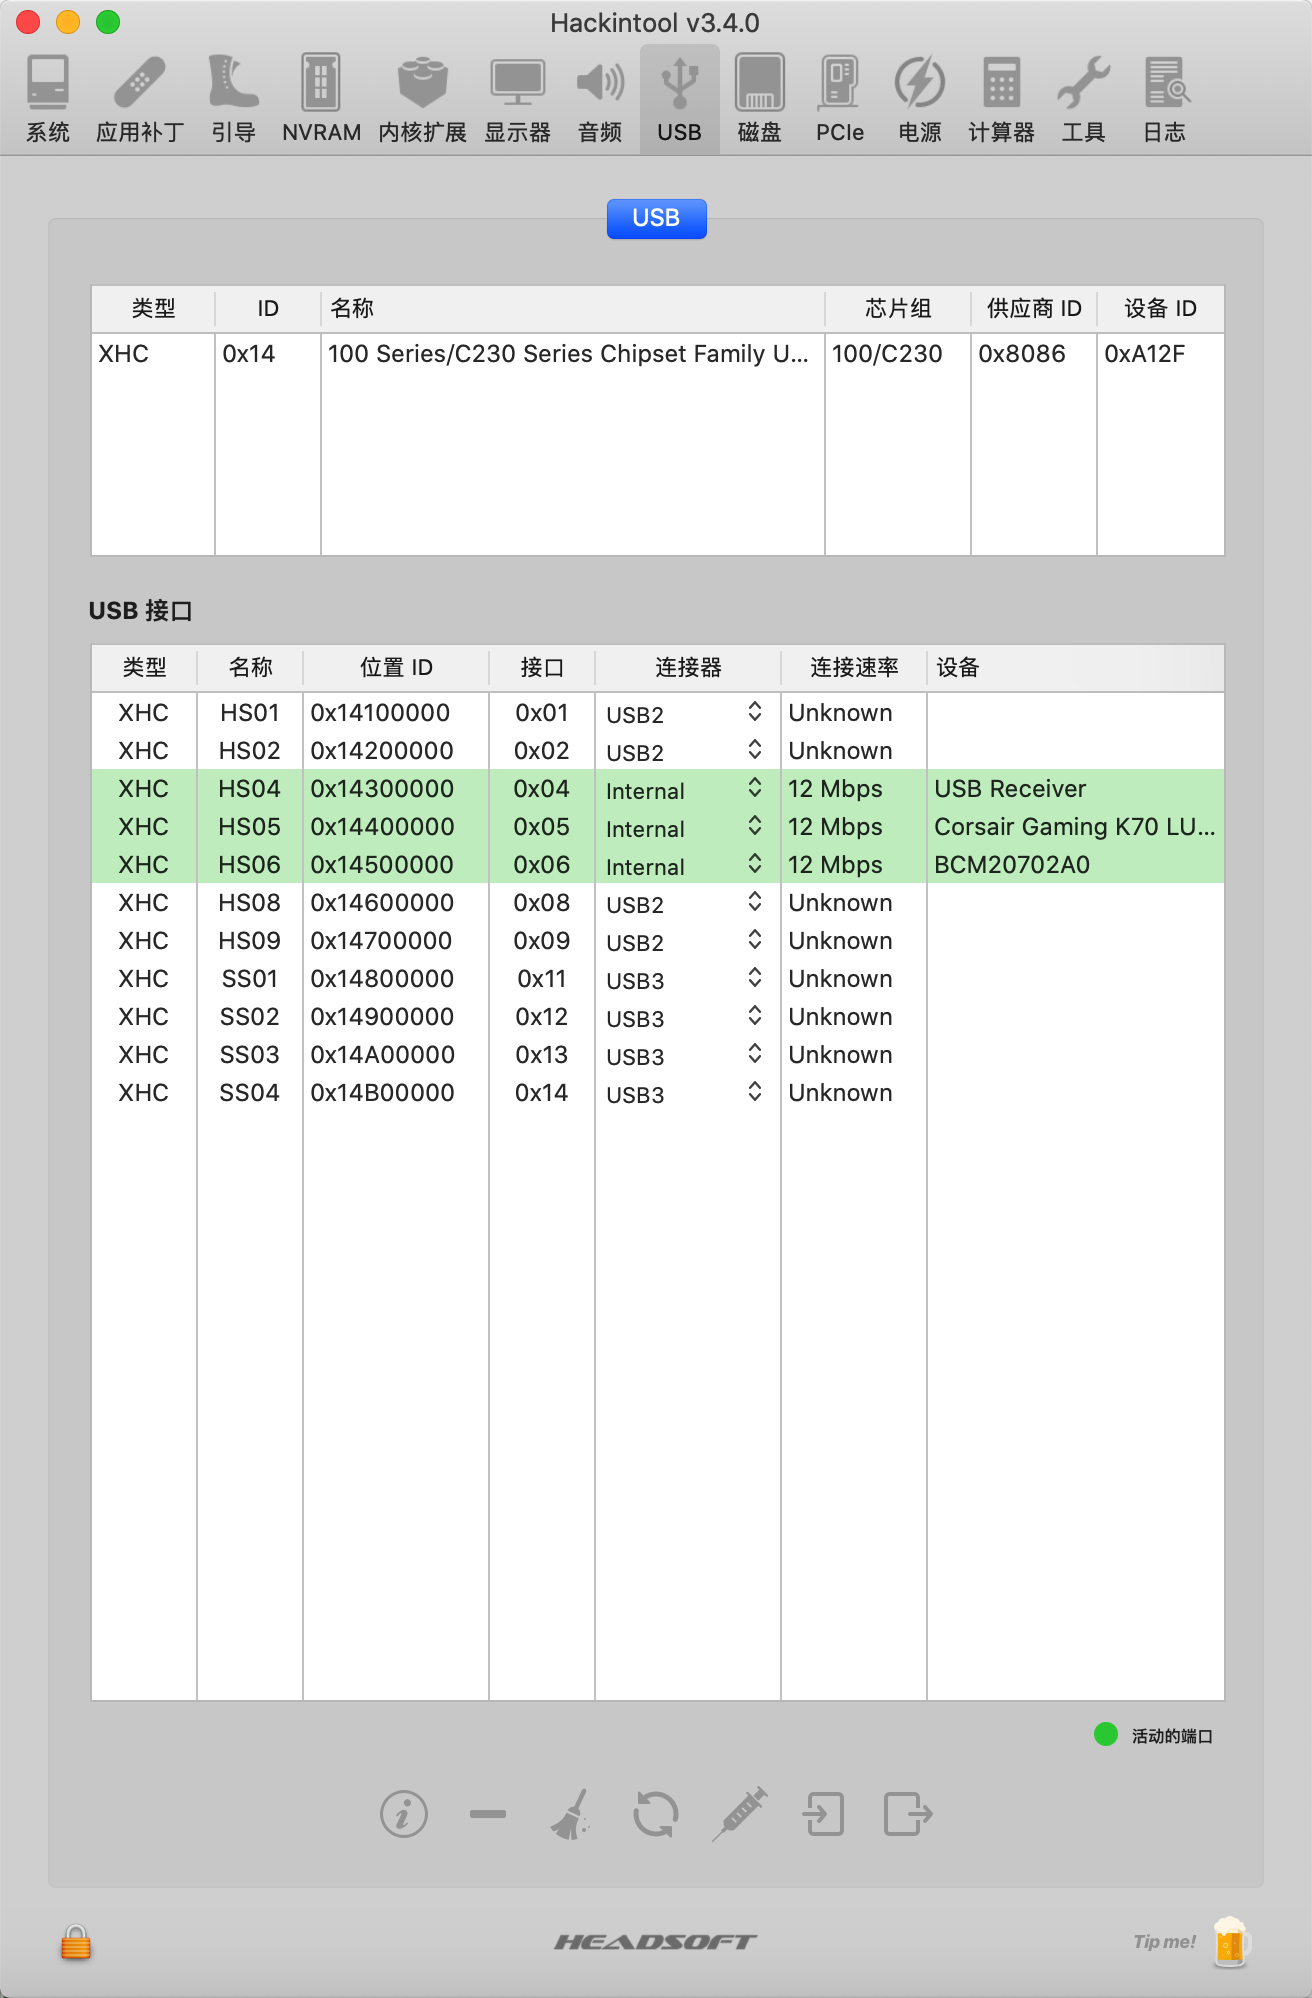 Hackintool v3.4.0
系统 应用补丁 引导 NVRAM 内核扩展 显示器 音频 USB 磁盘 PCIe 电源 计算器 工具 日志
USB
类型 ID 名称 芯片组 供应商 ID 设备 ID
XHC 0x14 100 Series/C230 Series Chipset Family U... 100/C230 0x8086 0xA12F
USB 接口
类型 名称 位置 ID 接口 连接器 连接速率 设备
XHC HS01 0x14100000 0x01 USB2 Unknown
XHC HS02 0x14200000 0x02 USB2 Unknown
XHC HS04 0x14300000 0x04 Internal 12 Mbps USB Receiver
XHC HS05 0x14400000 0x05 Internal 12 Mbps Corsair Gaming K70 LU...
XHC HS06 0x14500000 0x06 Internal 12 Mbps BCM20702A0
XHC HS08 0x14600000 0x08 USB2 Unknown
XHC HS09 0x14700000 0x09 USB2 Unknown
XHC SS01 0x14800000 0x11 USB3 Unknown
XHC SS02 0x14900000 0x12 USB3 Unknown
XHC SS03 0x14A00000 0x13 USB3 Unknown
XHC SS04 0x14B00000 0x14 USB3 Unknown
活动的端口
HEADSOFT
Tip me!